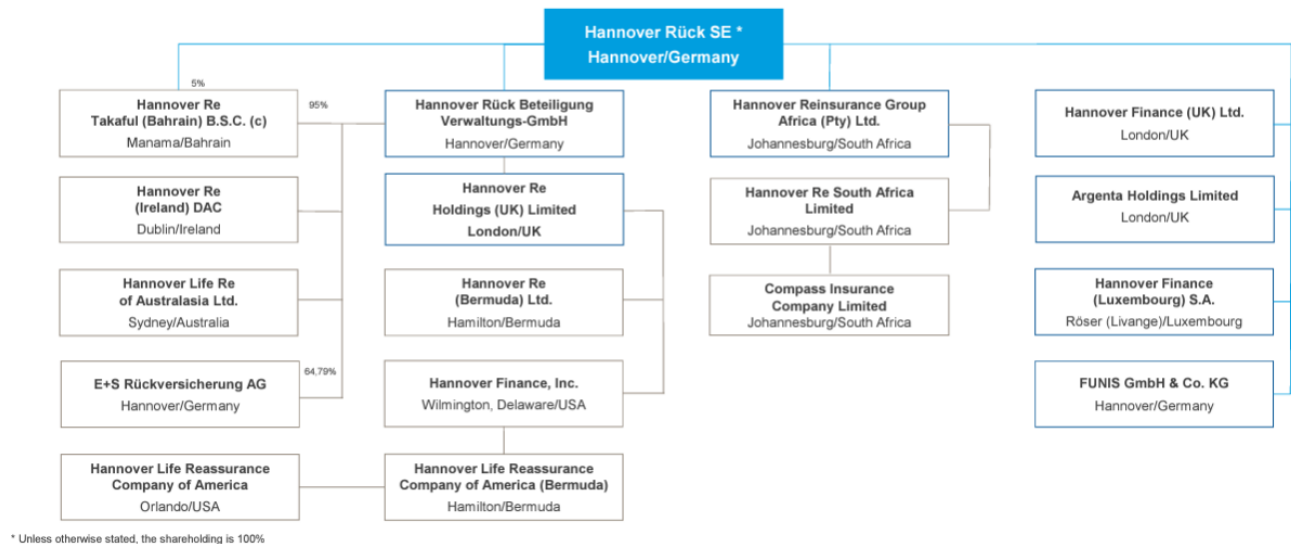 Hannover Rück SE *
Hannover/Germany
5%
Hannover Re
Takaful (Bahrain) B.S.C. (c)
Manama/Bahrain
95%
Hannover Rück Beteiligung
Verwaltungs-GmbH
Hannover/Germany
Hannover Reinsurance Group
Africa (Pty) Ltd.
Johannesburg/South Africa
Hannover Finance (UK) Ltd.
London/UK
Hannover Re
(Ireland) DAC
Dublin/Ireland
Hannover Re
Holdings (UK) Limited
London/UK
Hannover Re South Africa
Limited
Johannesburg/South Africa
Argenta Holdings Limited
London/UK
Hannover Life Re
of Australasia Ltd.
Sydney/Australia
Hannover Re
(Bermuda) Ltd.
Hamilton/Bermuda
Compass Insurance
Company Limited
Johannesburg/South Africa
Hannover Finance
(Luxembourg) S.A.
Röser (Livange)/Luxembourg
E+S Rückversicherung AG
Hannover/Germany
64,79%
Hannover Finance, Inc.
Wilmington, Delaware/USA
FUNIS GmbH & Co. KG
Hannover/Germany
Hannover Life Reassurance
Company of America
Orlando/USA
Hannover Life Reassurance
Company of America (Bermuda)
Hamilton/Bermuda
* Unless otherwise stated, the shareholding is 100%